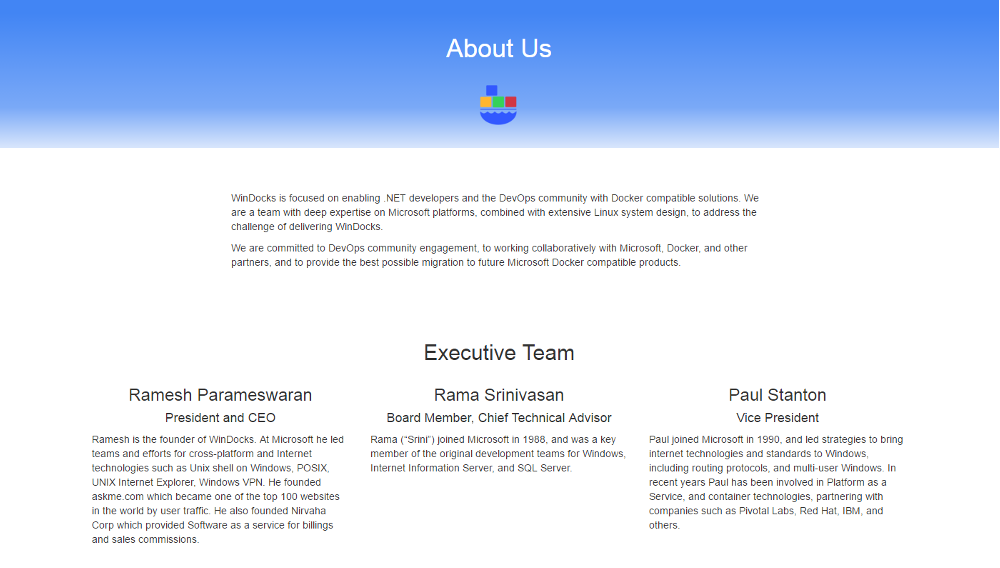 About Us
WinDocks is focused on enabling .NET developers and the DevOps community with Docker compatible solutions. We
are a team with deep expertise on Microsoft platforms, combined with extensive Linux system design, to address the
challenge of delivering WinDocks.
We are committed to DevOps community engagement, to working collaboratively with Microsoft, Docker, and other
partners, and to provide the best possible migration to future Microsoft Docker compatible products.
Executive Team
Ramesh Parameswaran
President and CEO
Ramesh is the founder of WinDocks. At Microsoft he led
teams and efforts for cross-platform and Internet
technologies such as Unix shell on Windows, POSIX,
UNIX Internet Explorer, Windows VPN. He founded
askme.com which became one of the top 100 websites
in the world by user traffic. He also founded Nirvaha
Corp which provided Software as a service for billings
and sales commissions.
Rama Srinivasan
Board Member, Chief Technical Advisor
Rama (“Srini”) joined Microsoft in 1988, and was a key
member of the original development teams for Windows,
Internet Information Server, and SQL Server.
Paul Stanton
Vice President
Paul joined Microsoft in 1990, and led strategies to bring
internet technologies and standards to Windows,
including routing protocols, and multi-user Windows. In
recent years Paul has been involved in Platform as a
Service, and container technologies, partnering with
companies such as Pivotal Labs, Red Hat, IBM, and
others.